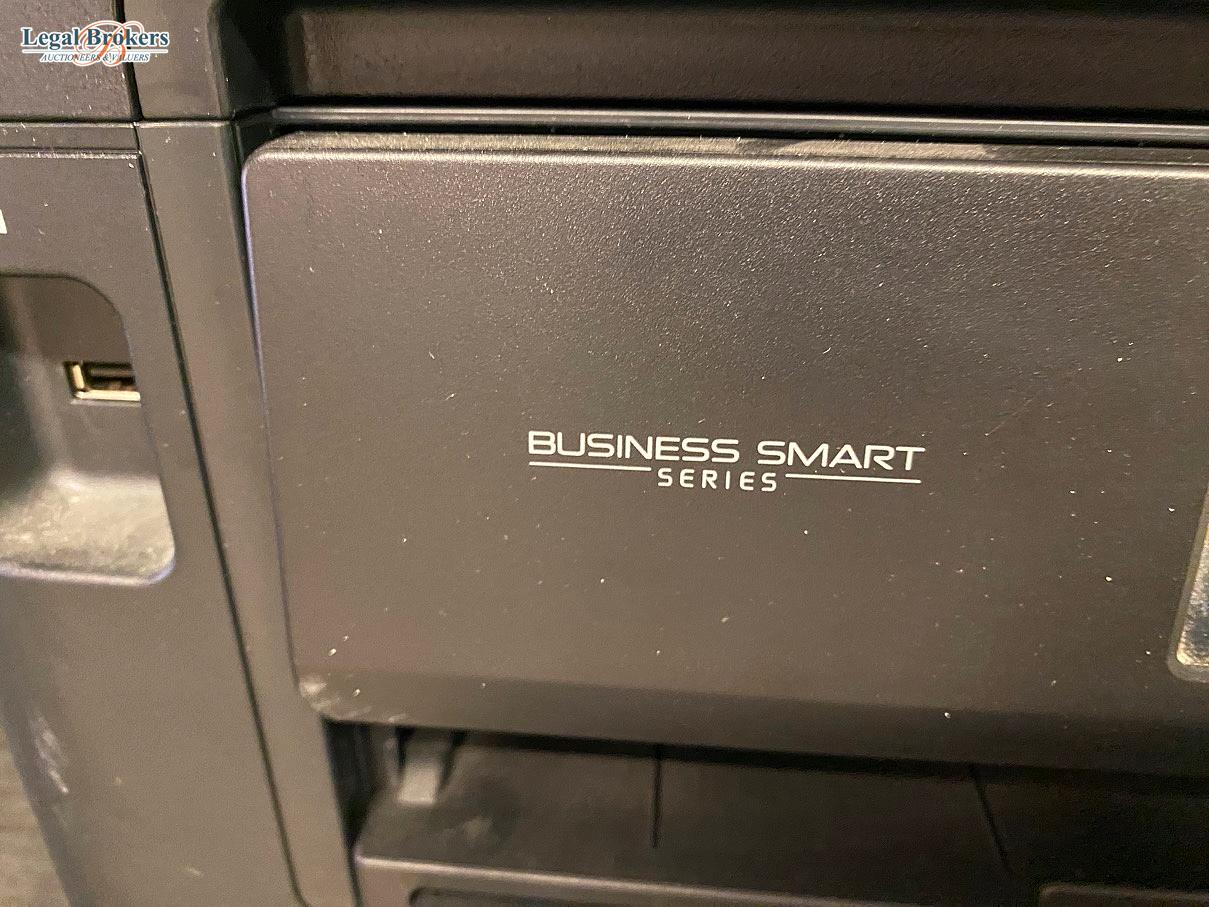 Legal Brokers
AUCTIONEERS & VALUERS
BUSINESS SMART
SERIES